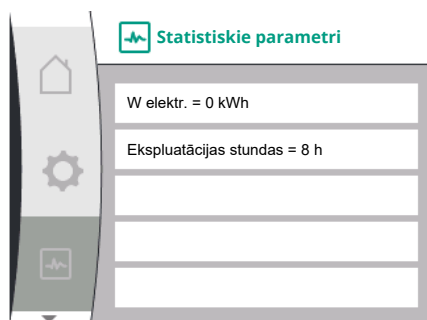 Statistiskie parametri
W elektr. = 0 kWh
Ekspluatācijas stundas = 8 h